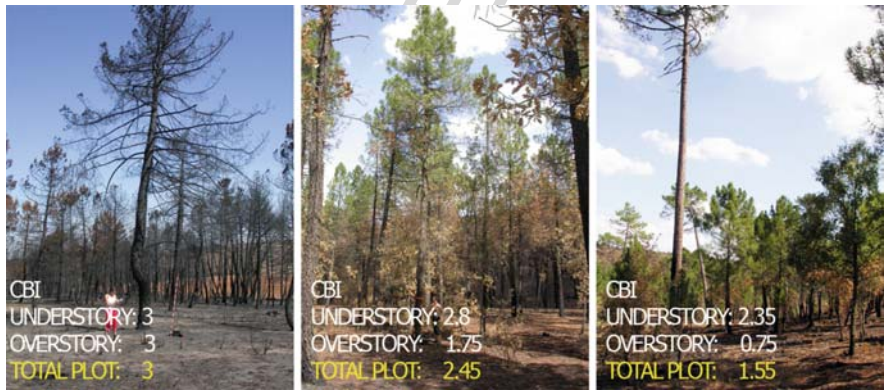 CBI
UNDERSTORY: 3
OVERSTORY: 3
TOTAL PLOT: 3
CBI
UNDERSTORY: 2.8
OVERSTORY: 1.75
TOTAL PLOT: 2.45
CBI
UNDERSTORY: 2.35
OVERSTORY: 0.75
TOTAL PLOT: 1.55